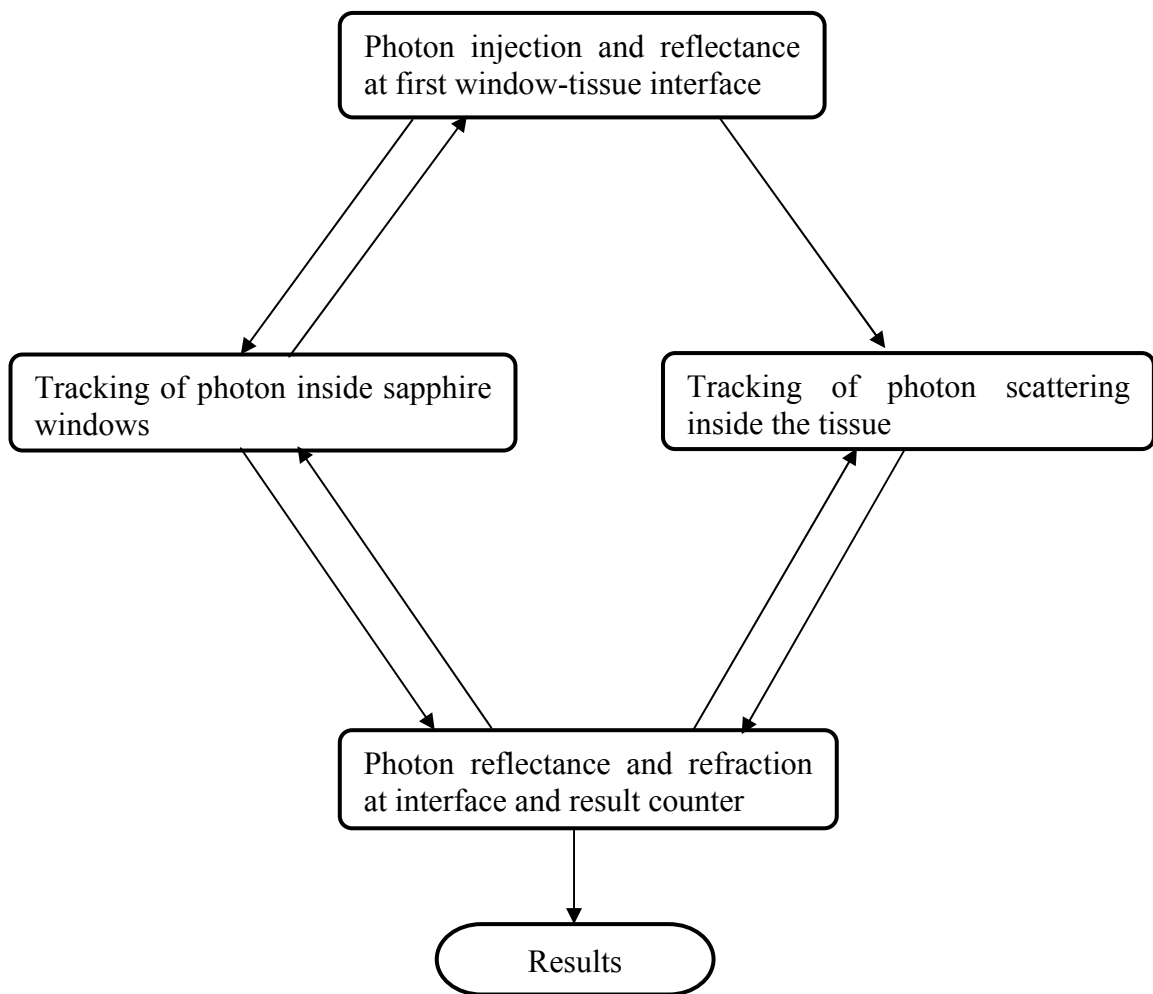 Photon injection and reflectance
at first window-tissue interface
Tracking of photon inside sapphire
windows
Tracking of photon scattering
inside the tissue
Photon reflectance and refraction
at interface and result counter
Results